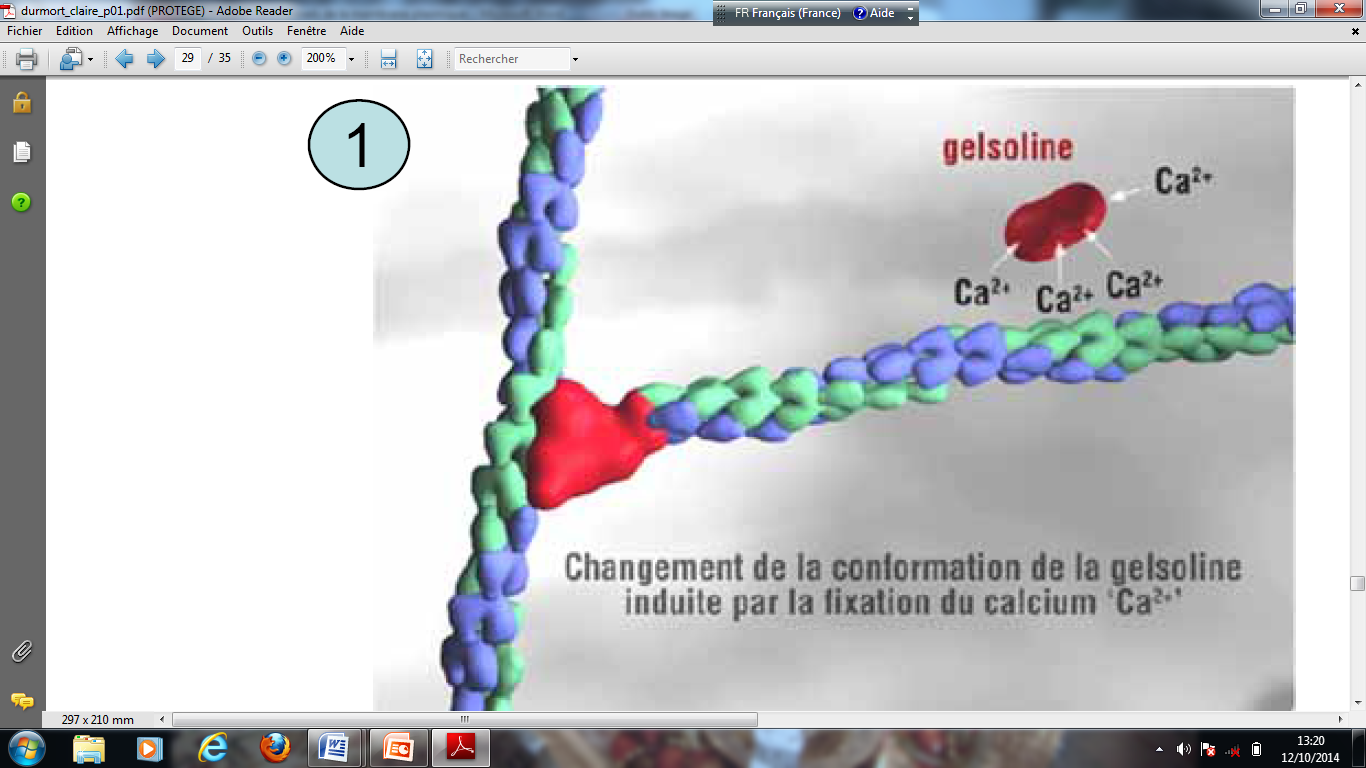 durmort_claire_p01.pdf (PROTEGE) - Adobe Reader
FR Français (France) Aide
Fichier Edition Affichage Document Outils Fenêtre Aide
29 / 35 200% Rechercher
1
gelsoline
Ca²⁺
Ca²⁺ Ca²⁺ Ca²⁺
Changement de la conformation de la gelsoline
induite par la fixation du calcium ‘Ca²⁺’
297 x 210 mm
13:20
12/10/2014